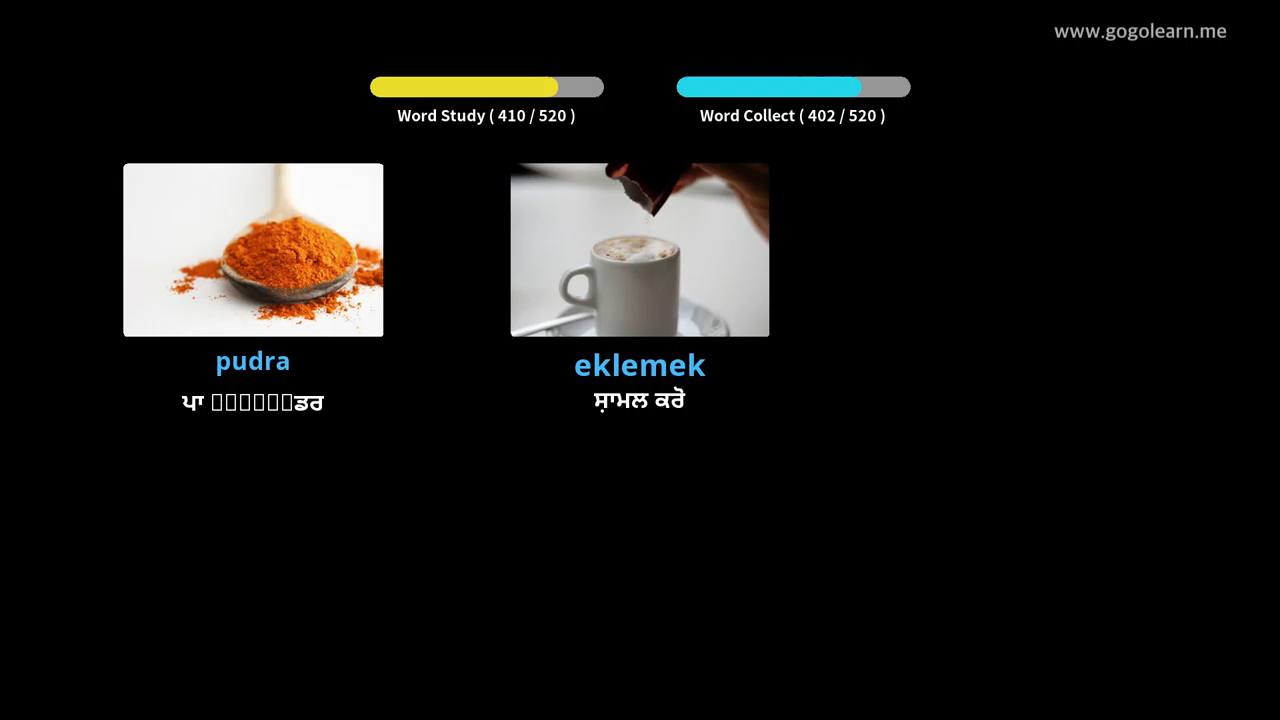 www.gogolearn.me
Word Study ( 410 / 520 )
Word Collect ( 402 / 520 )
pudra
eklemek
ਸ਼ਾਮਲ ਕਰੋ